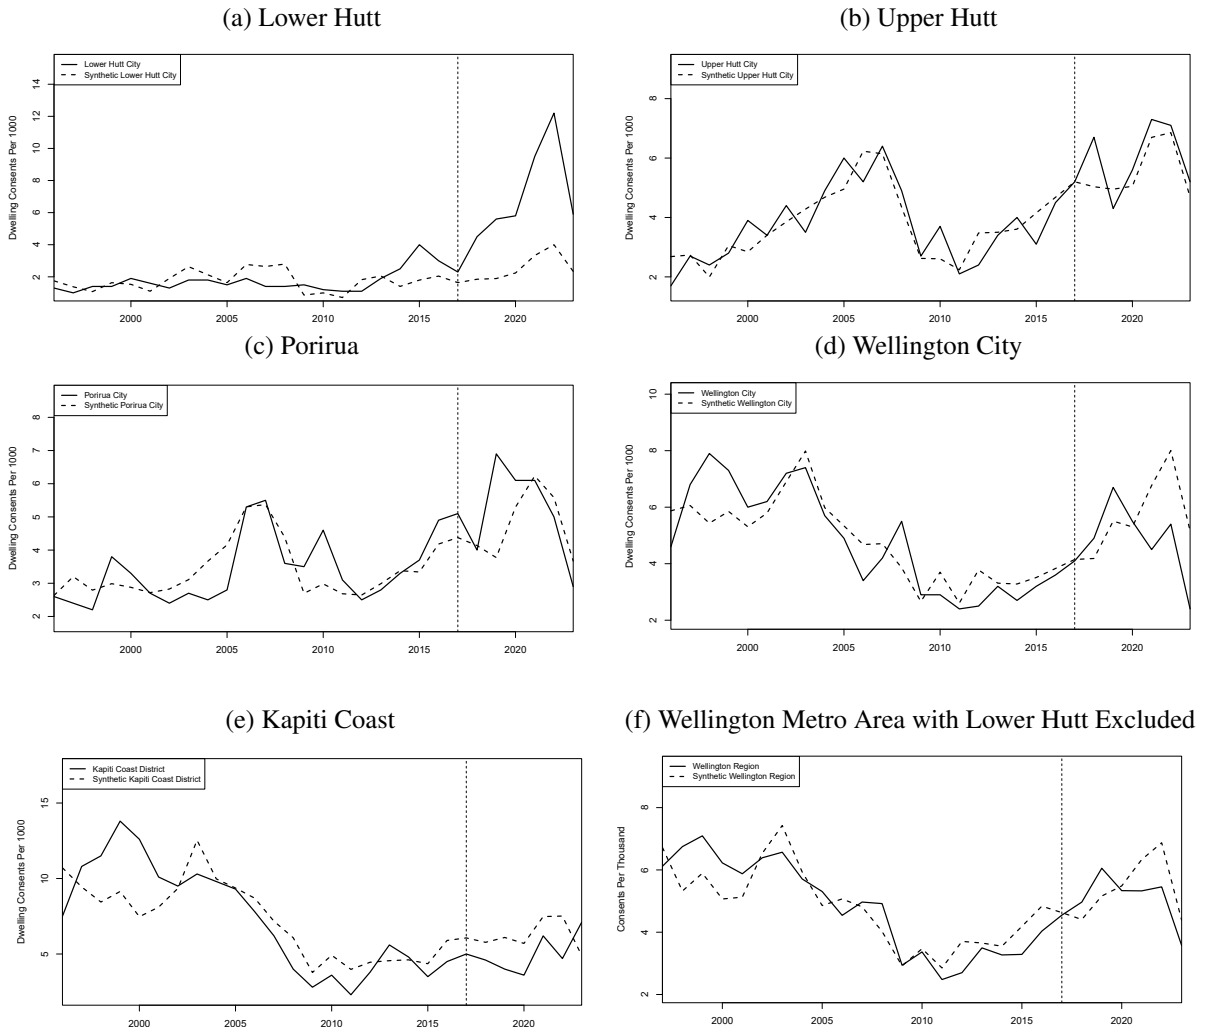 (a) Lower Hutt
Lower Hutt City
Synthetic Lower Hutt City
Dwelling Consents Per 1000
2 4 6 8 10 12 14
2000 2005 2010 2015 2020
(b) Upper Hutt
Upper Hutt City
Synthetic Upper Hutt City
Dwelling Consents Per 1000
2 4 6 8
2000 2005 2010 2015 2020
(c) Porirua
Porirua City
Synthetic Porirua City
Dwelling Consents Per 1000
2 3 4 5 6 7 8
2000 2005 2010 2015 2020
(d) Wellington City
Wellington City
Synthetic Wellington City
Dwelling Consents Per 1000
2 4 6 8 10
2000 2005 2010 2015 2020
(e) Kapiti Coast
Kapiti Coast District
Synthetic Kapiti Coast District
Dwelling Consents Per 1000
5 10 15
2000 2005 2010 2015 2020
(f) Wellington Metro Area with Lower Hutt Excluded
Wellington Region
Synthetic Wellington Region
Consents Per Thousand
2 4 6 8
2000 2005 2010 2015 2020